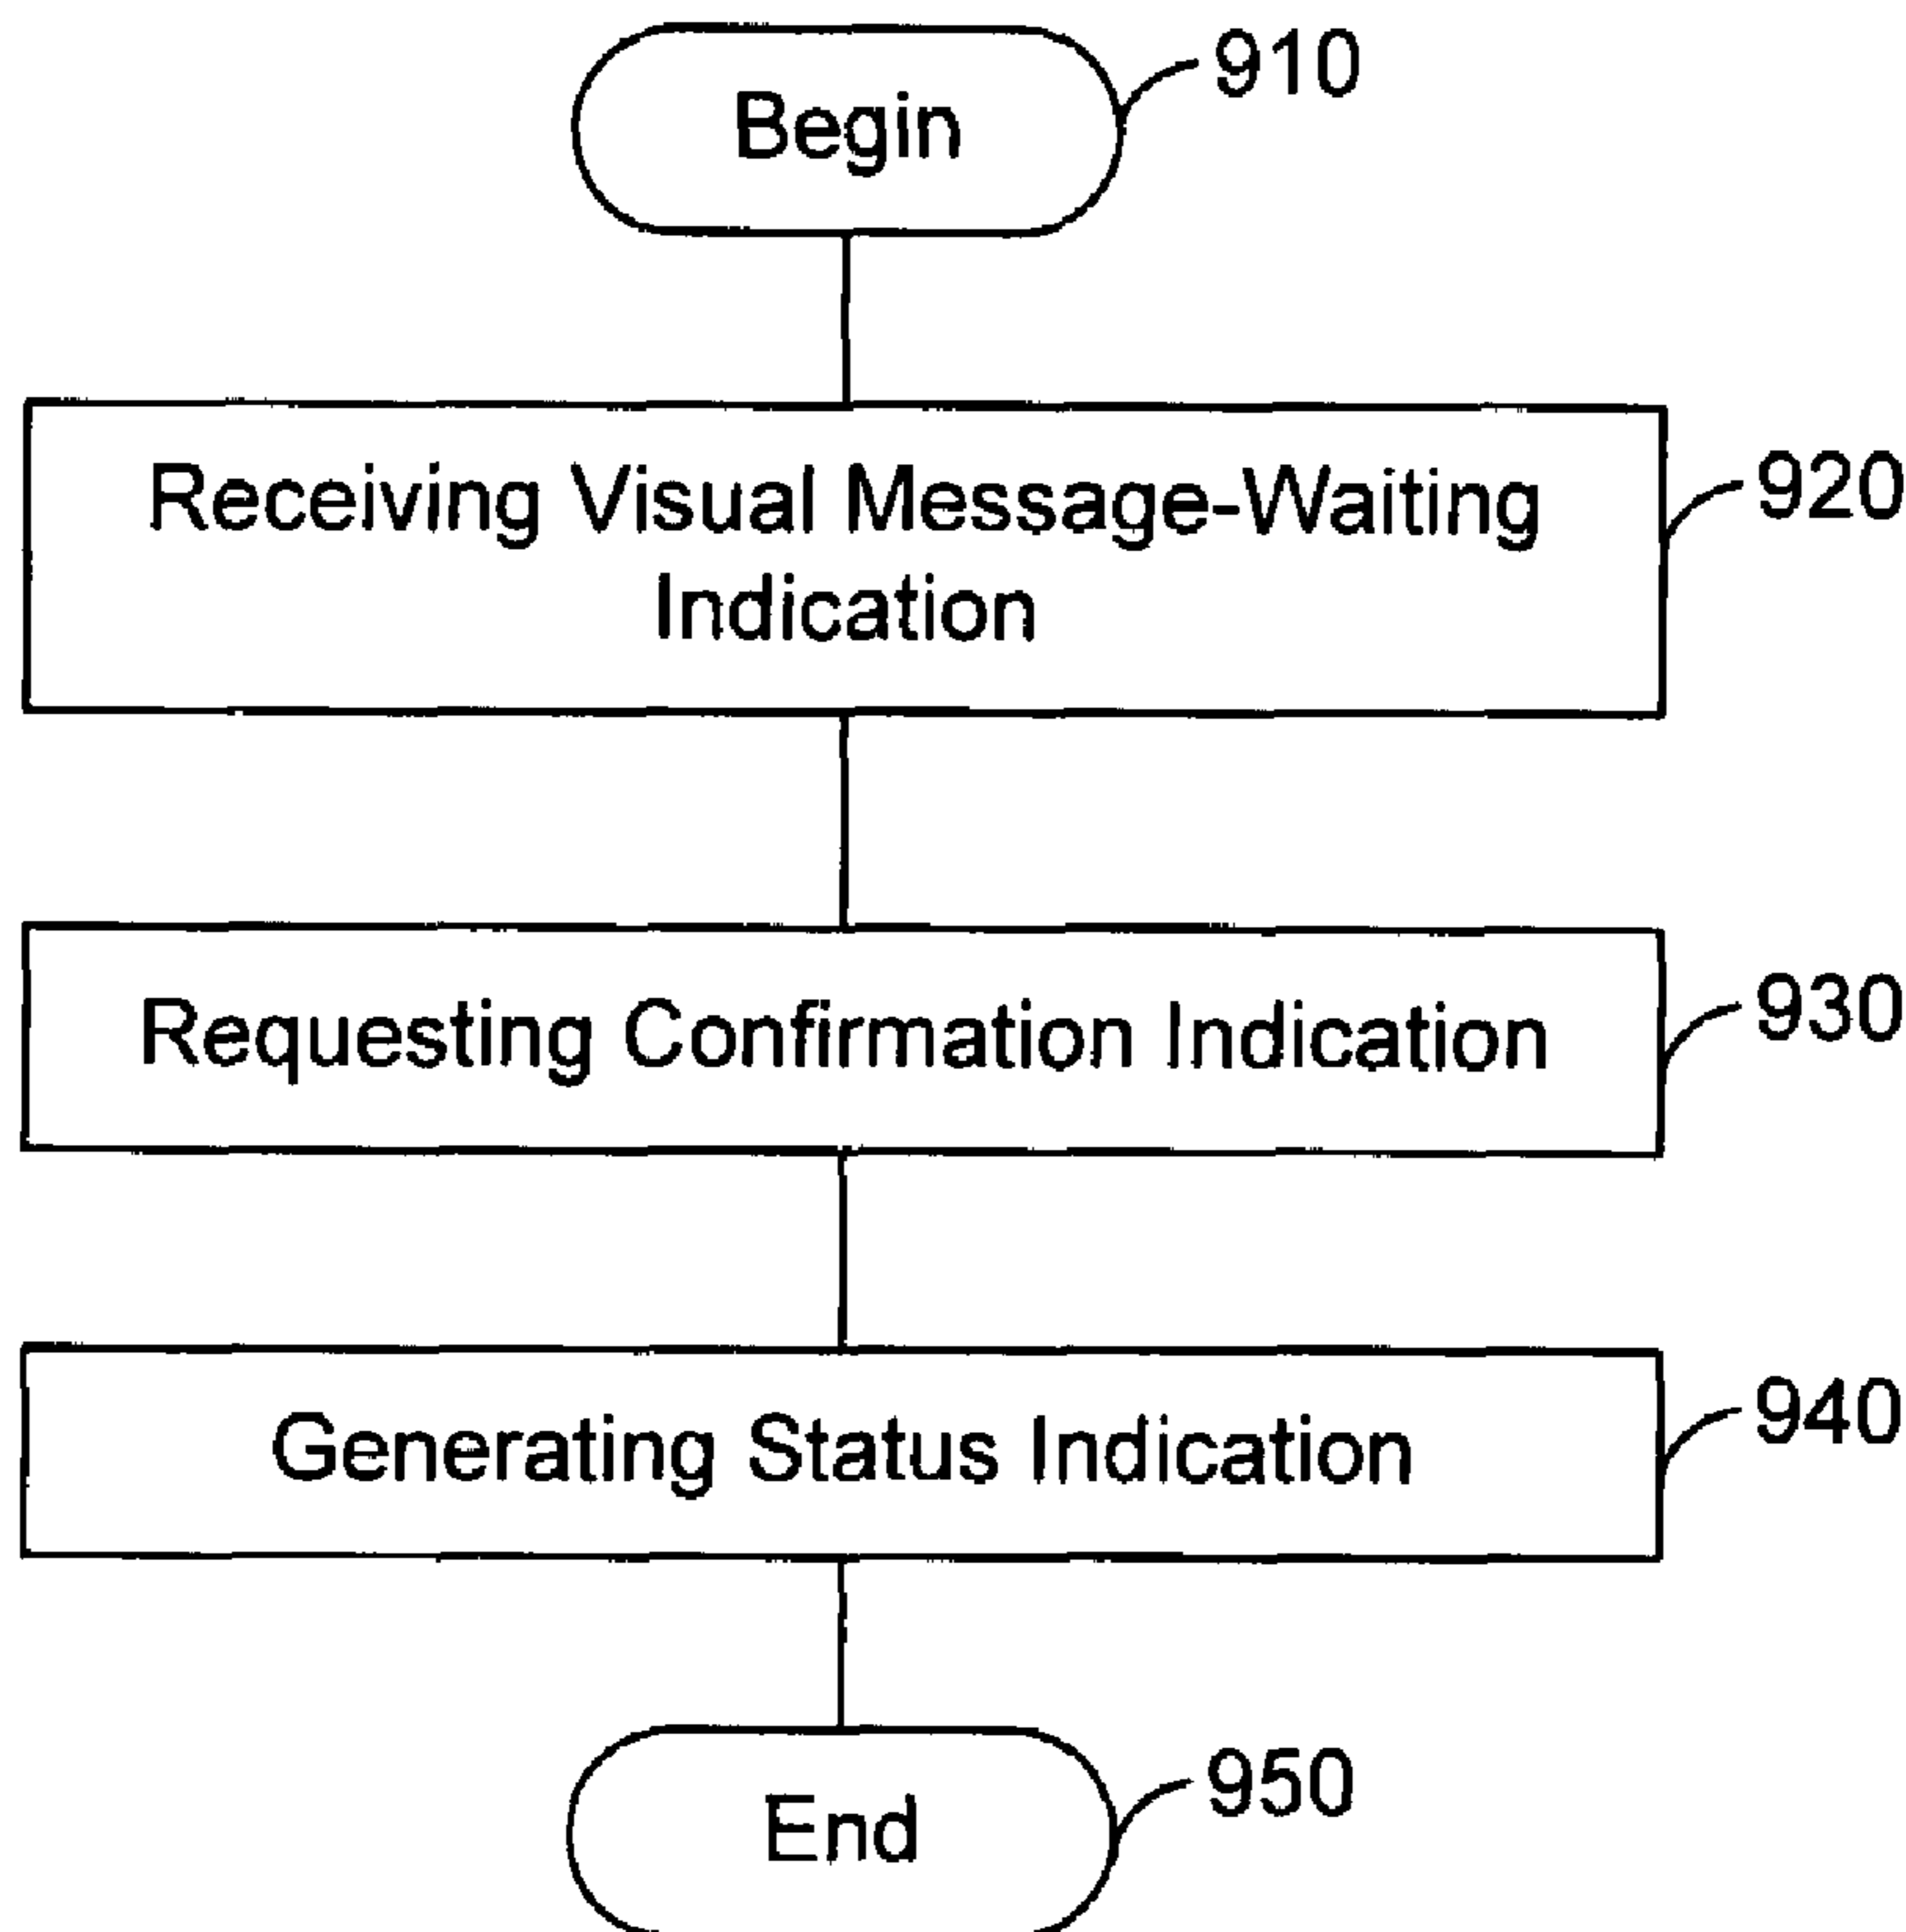 Begin
910
Receiving Visual Message-Waiting
Indication
920
Requesting Confirmation Indication
930
Generating Status Indication
940
End
950